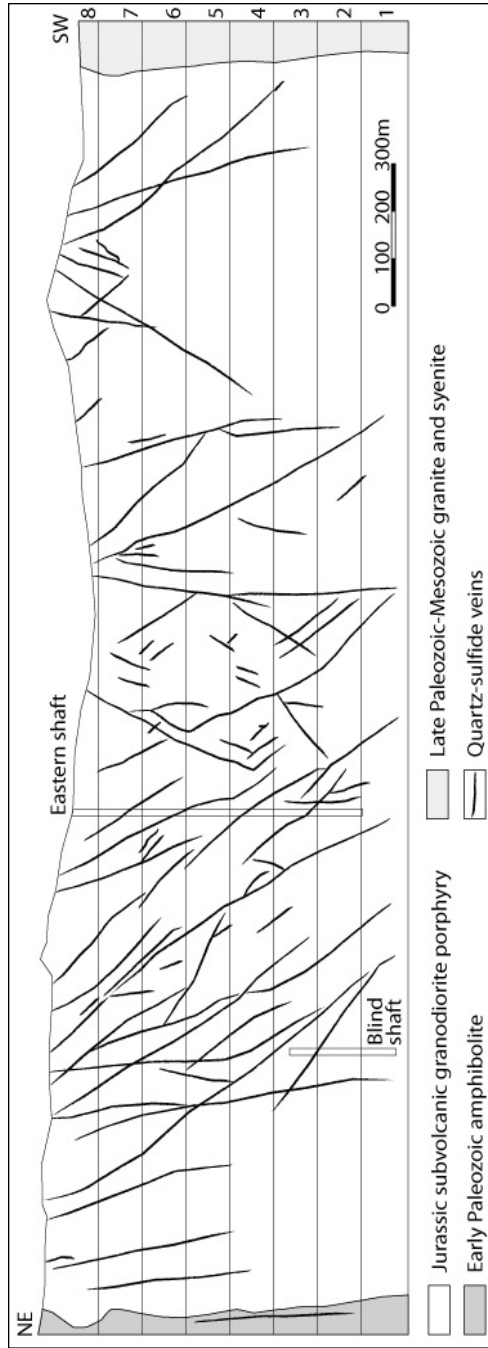 NE
SW
8
7
6
5
4
3
2
1
Eastern shaft
Blind
shaft
0 100 200 300m
Jurassic subvolcanic granodiorite porphyry
Late Paleozoic-Mesozoic granite and syenite
Early Paleozoic amphibolite
Quartz-sulfide veins